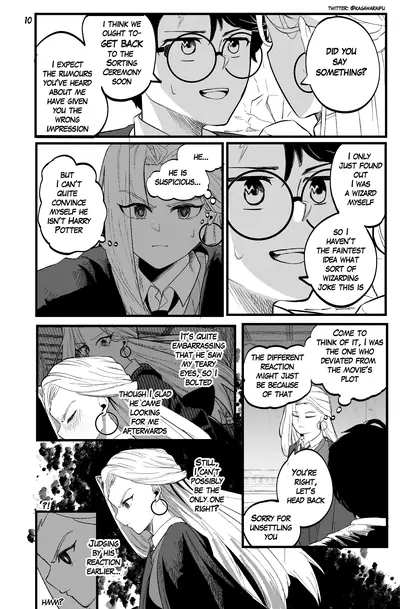 TWITTER: @KAGAWARAIFU
10
DID YOU
SAY
SOMETHING?
I THINK WE
OUGHT TO-
GET BACK
TO THE
SORTING
CEREMONY
SOON
I EXPECT
THE RUMOURS
YOU'VE
HEARD ABOUT
ME HAVE
GIVEN YOU
THE WRONG
IMPRESSION
I ONLY
JUST FOUND
OUT I
WAS A
WIZARD
MYSELF
SO I
HAVEN'T
THE FAINTEST
IDEA WHAT
SORT OF
WIZARDING
JOKE THIS IS
HE...
HE IS
SUSPICIOUS...
BUT I
CAN'T
QUITE
CONVINCE
MYSELF HE
ISN'T HARRY
POTTER
COME TO
THINK OF IT, I WAS
THE ONE WHO
DEVIATED FROM
THE MOVIE'S
PLOT
THE DIFFERENT
REACTION
MIGHT JUST
BE BECAUSE
OF THAT
YOU'RE
RIGHT,
LET'S
HEAD BACK
SORRY FOR
UNSETTLING
YOU
IT'S QUITE
EMBARRASSING
THAT HE SAW
MY TEARY
EYES, SO I
BOLTED
THOUGH I GLAD
HE CAME
LOOKING
FOR ME
AFTERWARDS
STILL,
I CAN'T
POSSIBLY
BE THE
ONLY ONE
RIGHT?
?!
JUDGING
BY HIS
REACTION
EARLIER...
HMM?